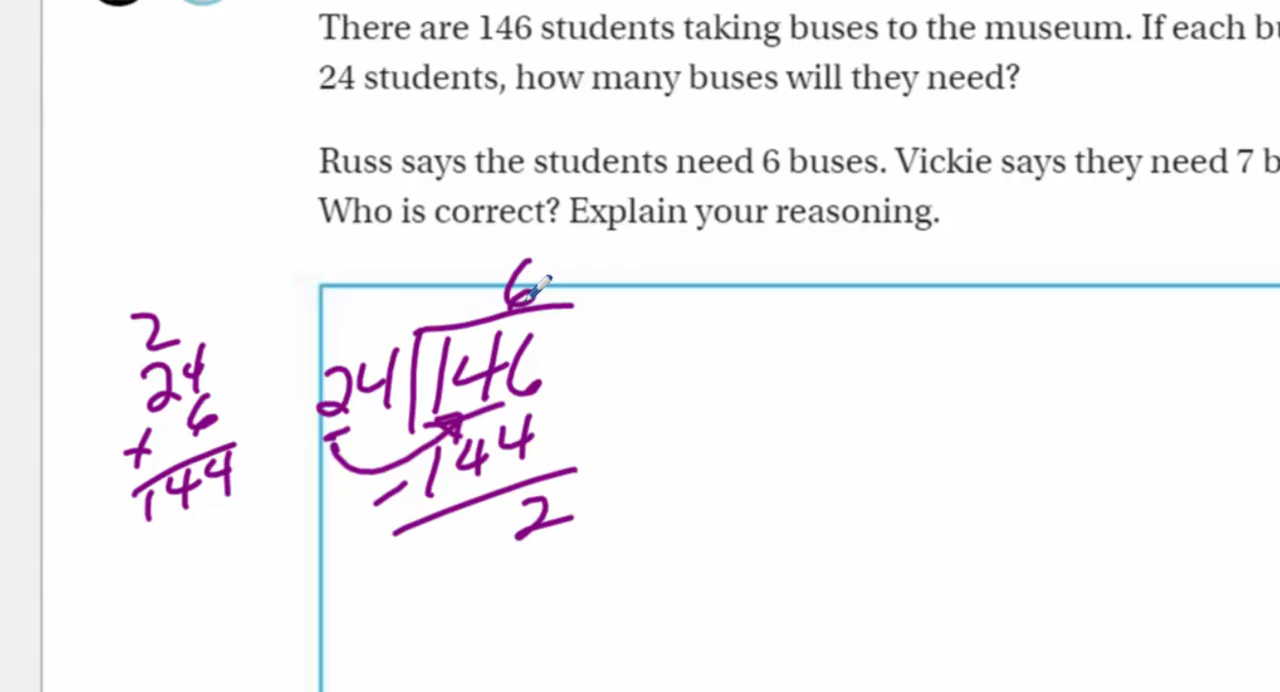 There are 146 students taking buses to the museum. If each bu
24 students, how many buses will they need?
Russ says the students need 6 buses. Vickie says they need 7 b
Who is correct? Explain your reasoning.
6
24 146
- 144
2
2
24
+ 6
144